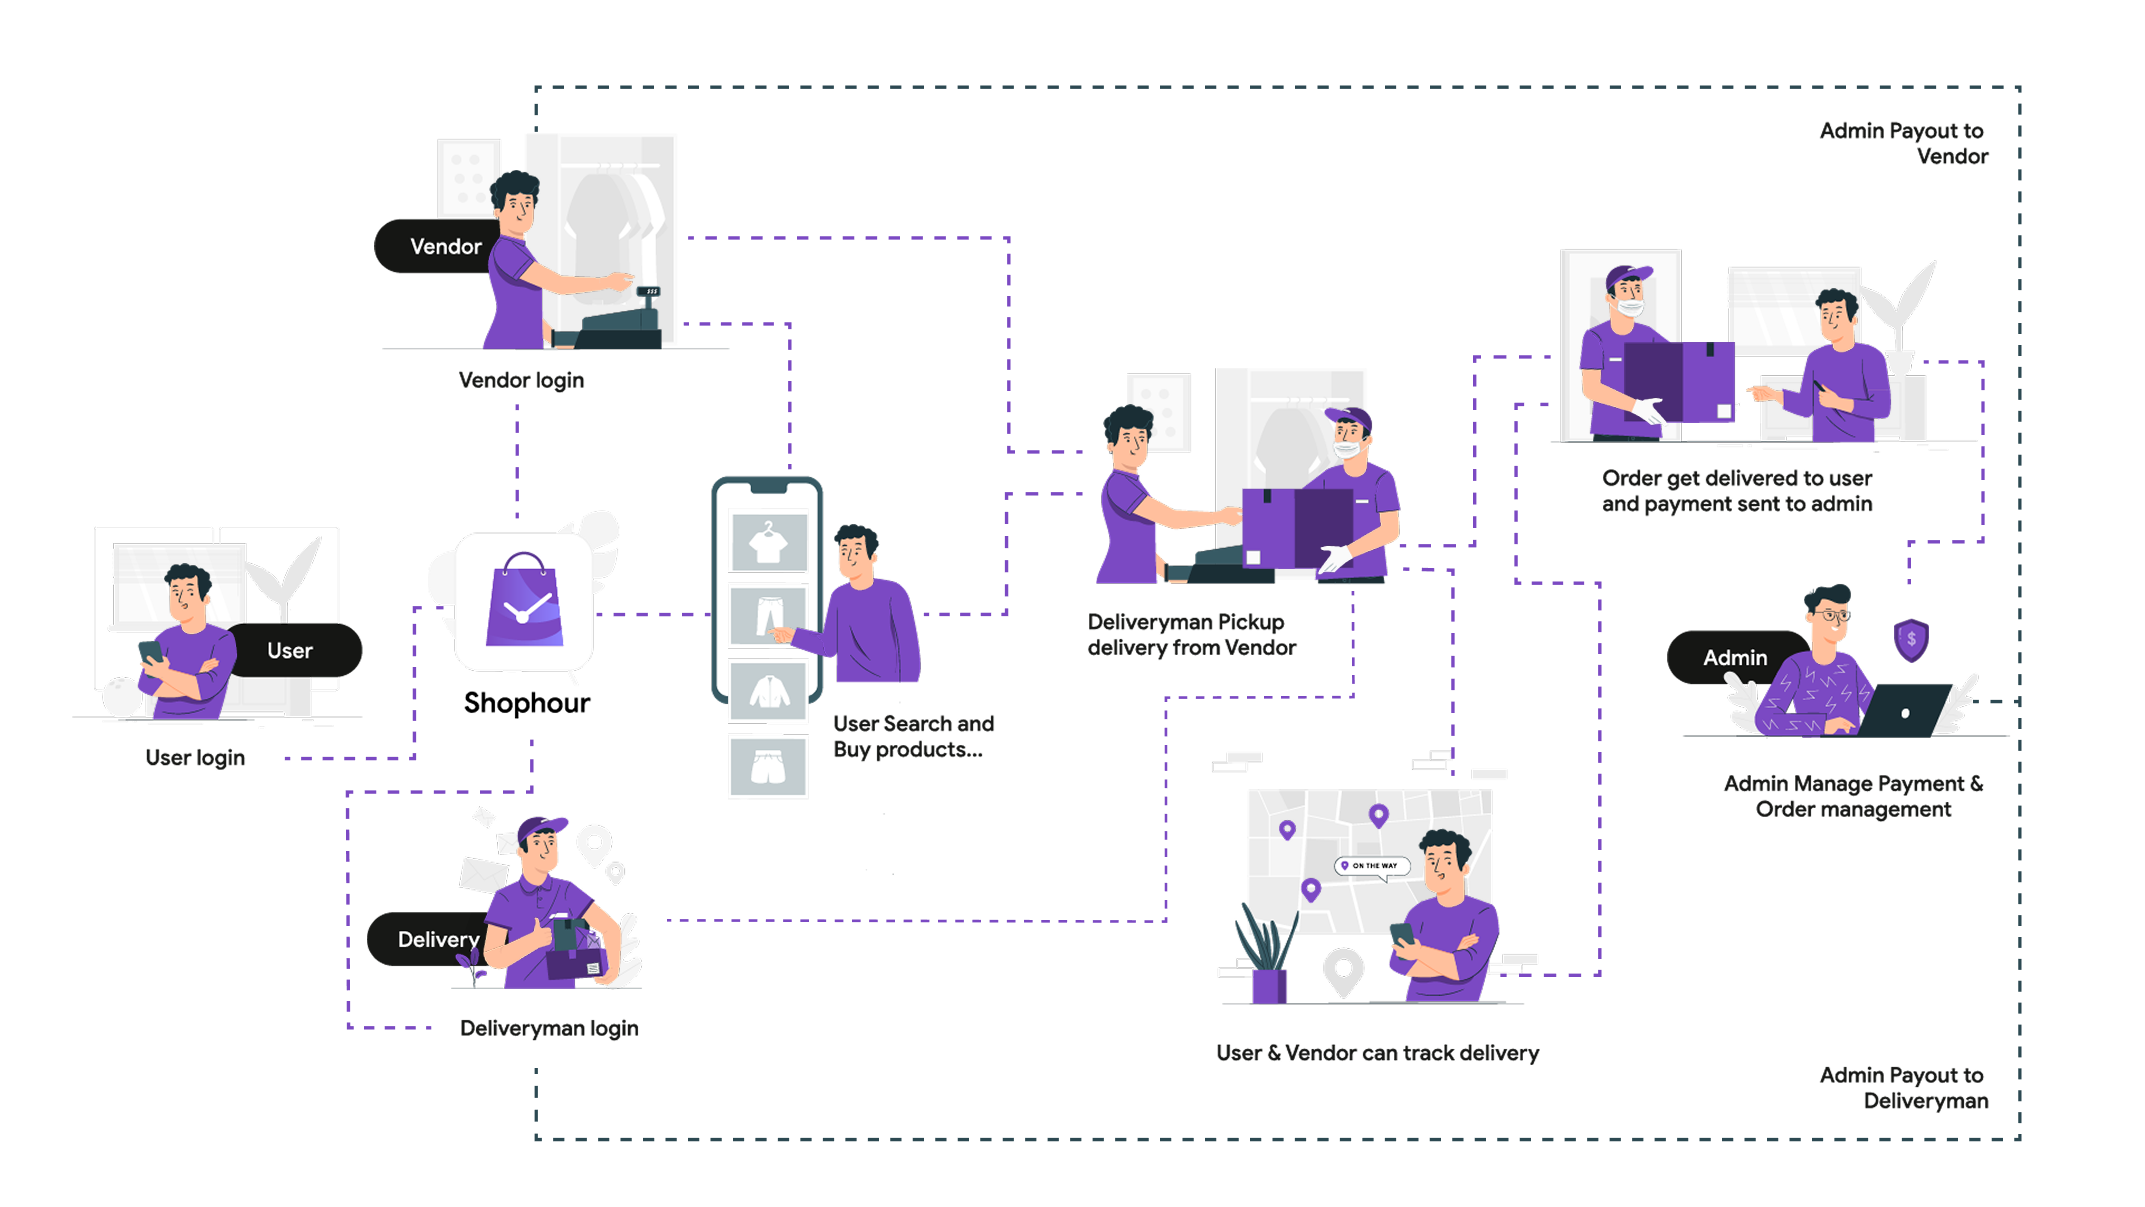 Admin Payout to
Vendor
Vendor
$$$
Vendor login
Order get delivered to user
and payment sent to admin
User
User login
Shophour
User Search and
Buy products...
Deliveryman Pickup
delivery from Vendor
$
Admin
Admin Manage Payment &
Order management
ON THE WAY
Delivery
Deliveryman login
User & Vendor can track delivery
Admin Payout to
Deliveryman